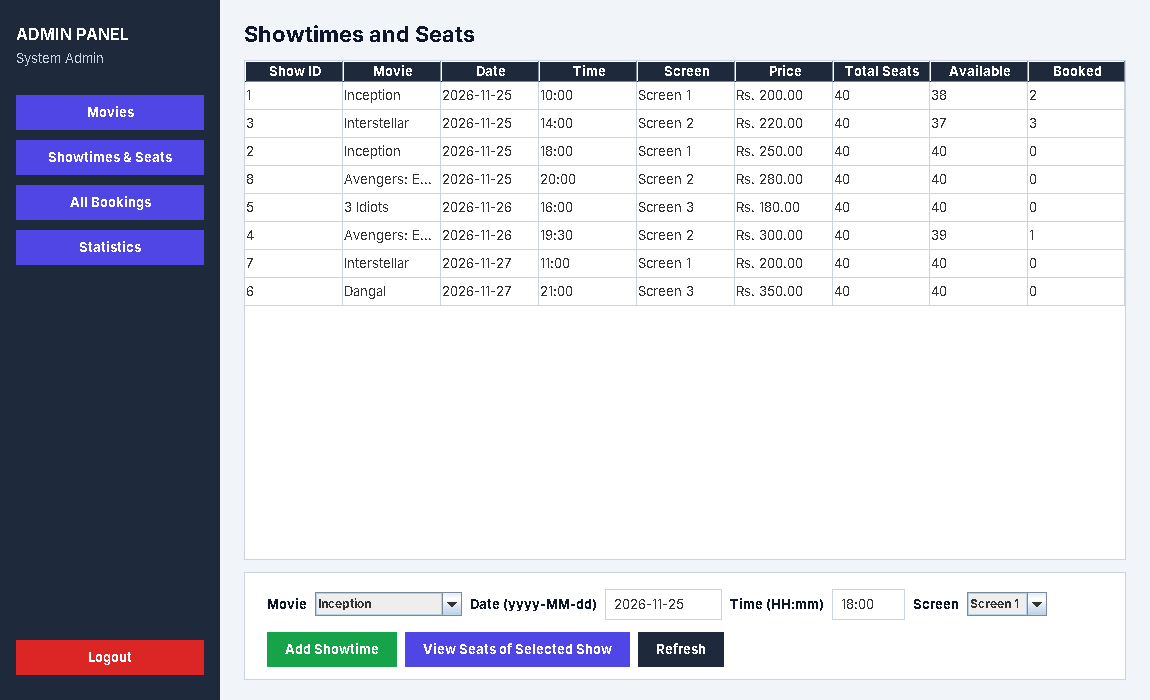 ADMIN PANEL
System Admin
Movies
Showtimes & Seats
All Bookings
Statistics
Logout
Showtimes and Seats
Show ID Movie Date Time Screen Price Total Seats Available Booked
1 Inception 2026-11-25 10:00 Screen 1 Rs. 200.00 40 38 2
3 Interstellar 2026-11-25 14:00 Screen 2 Rs. 220.00 40 37 3
2 Inception 2026-11-25 18:00 Screen 1 Rs. 250.00 40 40 0
8 Avengers: E... 2026-11-25 20:00 Screen 2 Rs. 280.00 40 40 0
5 3 Idiots 2026-11-26 16:00 Screen 3 Rs. 180.00 40 40 0
4 Avengers: E... 2026-11-26 19:30 Screen 2 Rs. 300.00 40 39 1
7 Interstellar 2026-11-27 11:00 Screen 1 Rs. 200.00 40 40 0
6 Dangal 2026-11-27 21:00 Screen 3 Rs. 350.00 40 40 0
Movie Inception Date (yyyy-MM-dd) 2026-11-25 Time (HH:mm) 18:00 Screen Screen 1
Add Showtime View Seats of Selected Show Refresh